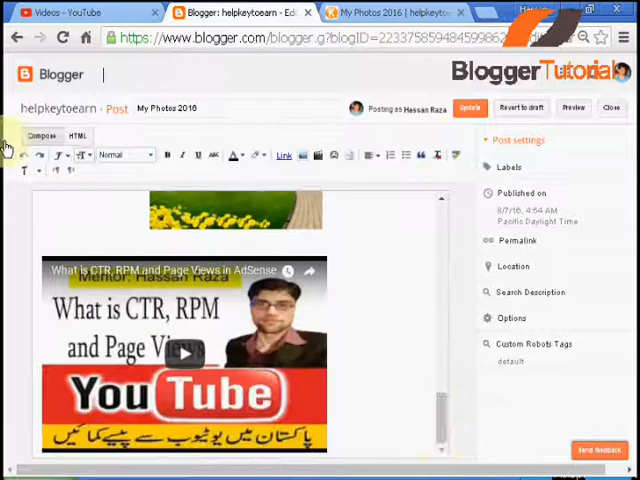 Videos - YouTube
Blogger: helpkeytoearn - Edi
My Photos 2016 | helpkeyto
https://www.blogger.com/blogger.g?blogID=22337585948459986
Blogger
BloggerTutorial
helpkeytoearn · Post My Photos 2016
Posting as Hassan Raza
Update
Revert to draft
Preview
Close
Compose
HTML
Normal
Link
Post settings
Labels
Published on
8/7/16, 4:54 AM
Pacific Daylight Time
Permalink
Location
Search Description
Options
Custom Robots Tags
default
What is CTR, RPM and Page Views in AdSense
Mentor: Hassan Raza
What is CTR, RPM
and Page Views
YouTube
پاکستان میں یوٹیوب سے پیسے کمائیں
Send feedback